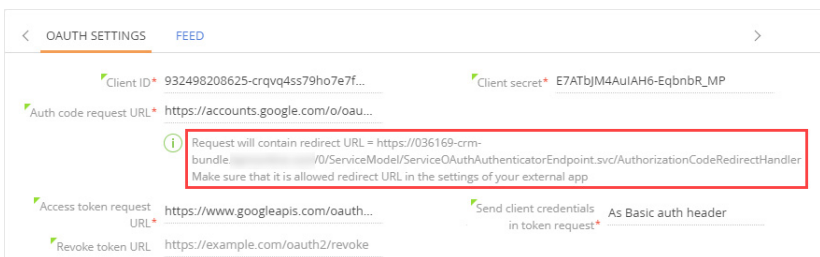 OAUTH SETTINGS FEED
Client ID* 932498208625-crqvq4ss79ho7e7f... Client secret* E7ATbJM4AuIAH6-EqbnbR_MP
Auth code request URL* https://accounts.google.com/o/oau...
Request will contain redirect URL = https://036169-crm-
bundle. /0/ServiceModel/ServiceOAuthAuthenticatorEndpoint.svc/AuthorizationCodeRedirectHandler
Make sure that it is allowed redirect URL in the settings of your external app
Access token request URL* https://www.googleapis.com/oauth... Send client credentials in token request* As Basic auth header
Revoke token URL https://example.com/oauth2/revoke